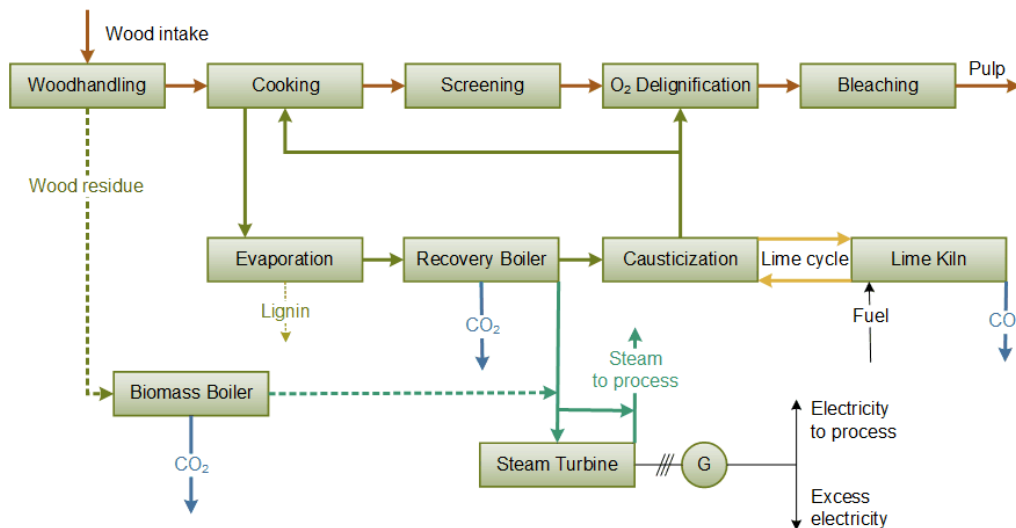 Wood intake
Woodhandling
Cooking
Screening
O₂ Delignification
Bleaching
Pulp
Wood residue
Evaporation
Recovery Boiler
Causticization
Lime cycle
Lime Kiln
Lignin
CO₂
Fuel
CO
Steam
to process
Biomass Boiler
CO₂
Steam Turbine
G
Electricity
to process
Excess
electricity